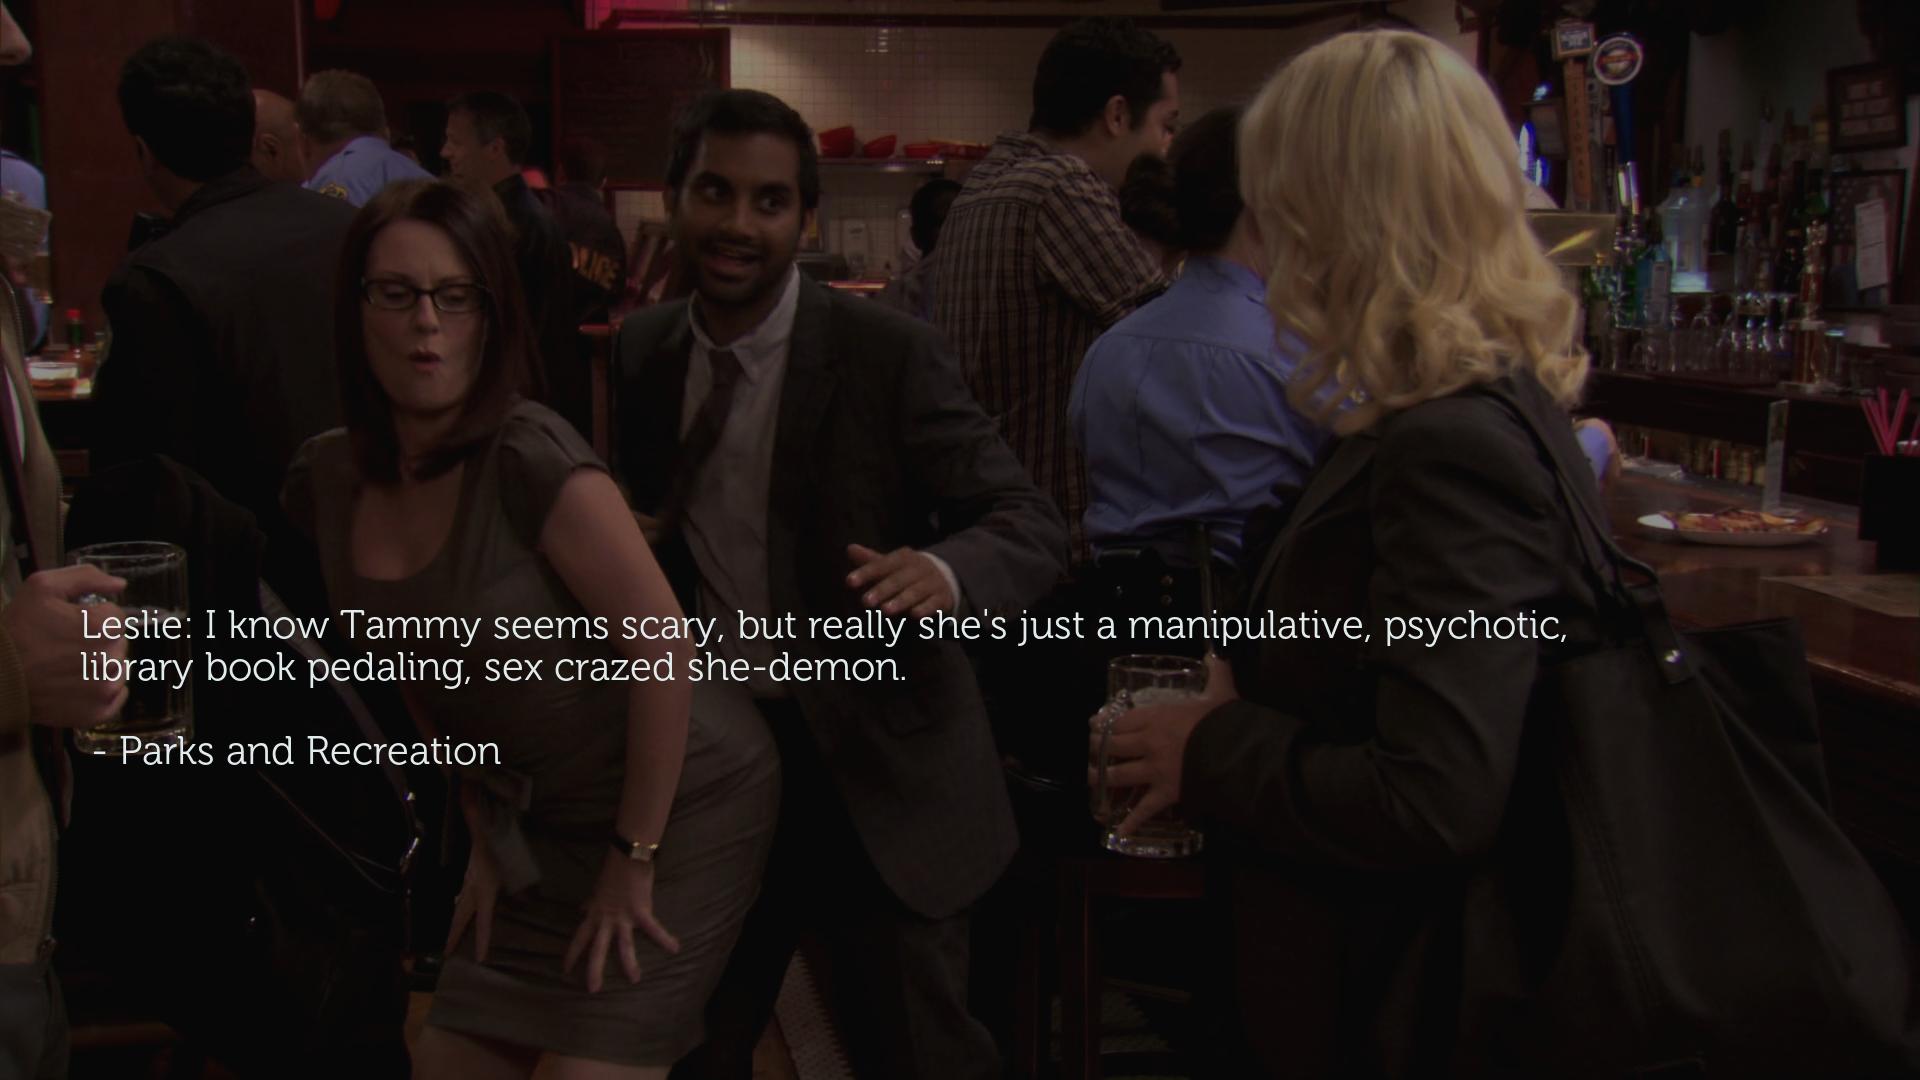 POLICE
Leslie: I know Tammy seems scary, but really she's just a manipulative, psychotic,
library book pedaling, sex crazed she-demon.
- Parks and Recreation